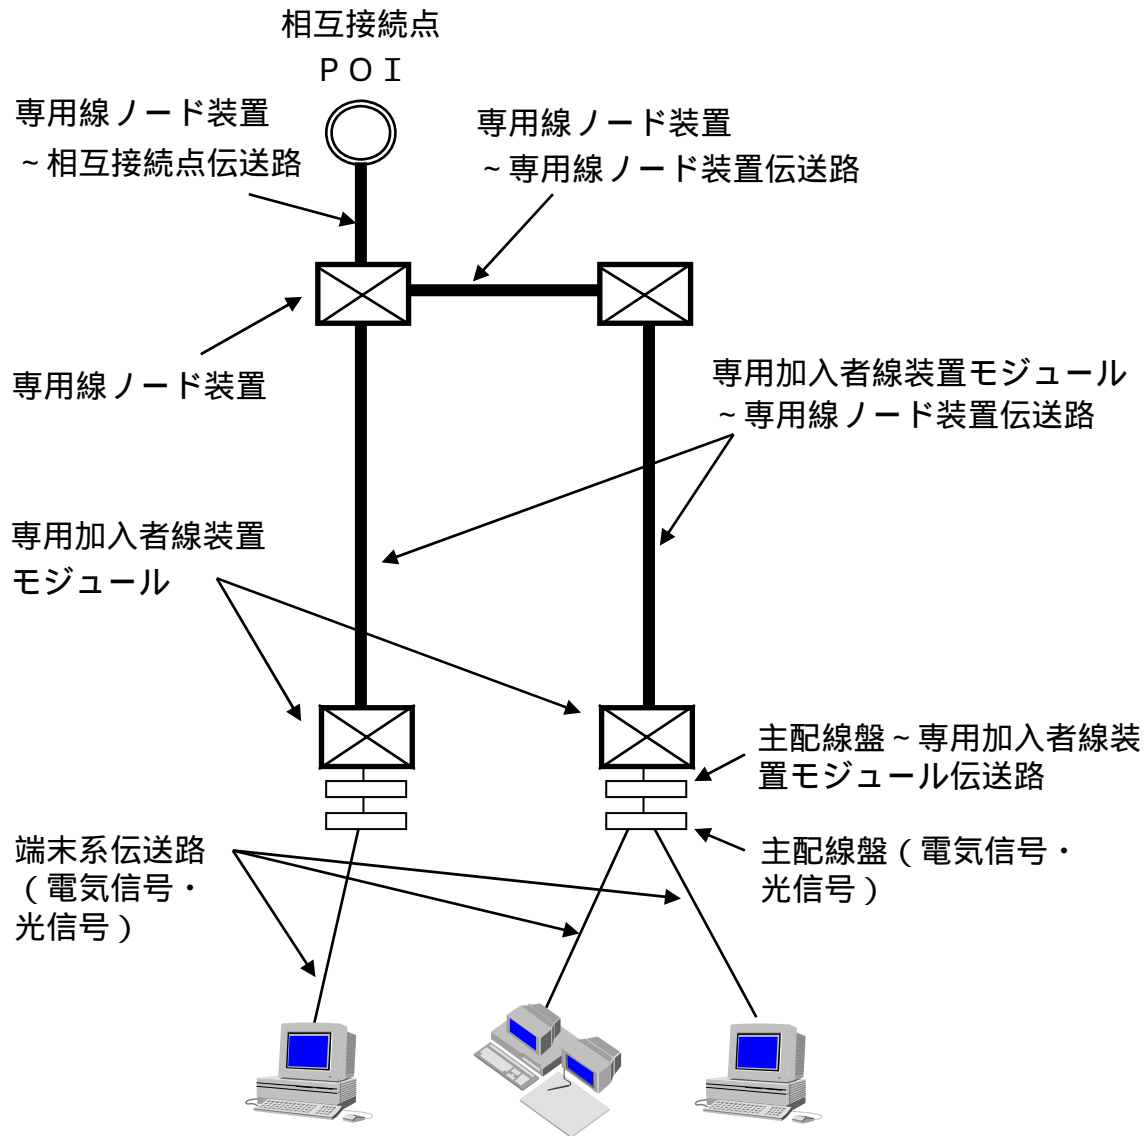 相互接続点
ＰＯＩ
専用線ノード装置
～相互接続点伝送路
専用線ノード装置
～専用線ノード装置伝送路
専用線ノード装置
専用加入者線装置モジュール
～専用線ノード装置伝送路
専用加入者線装置
モジュール
主配線盤～専用加入者線装
置モジュール伝送路
端末系伝送路
（電気信号・
光信号）
主配線盤（電気信号・
光信号）